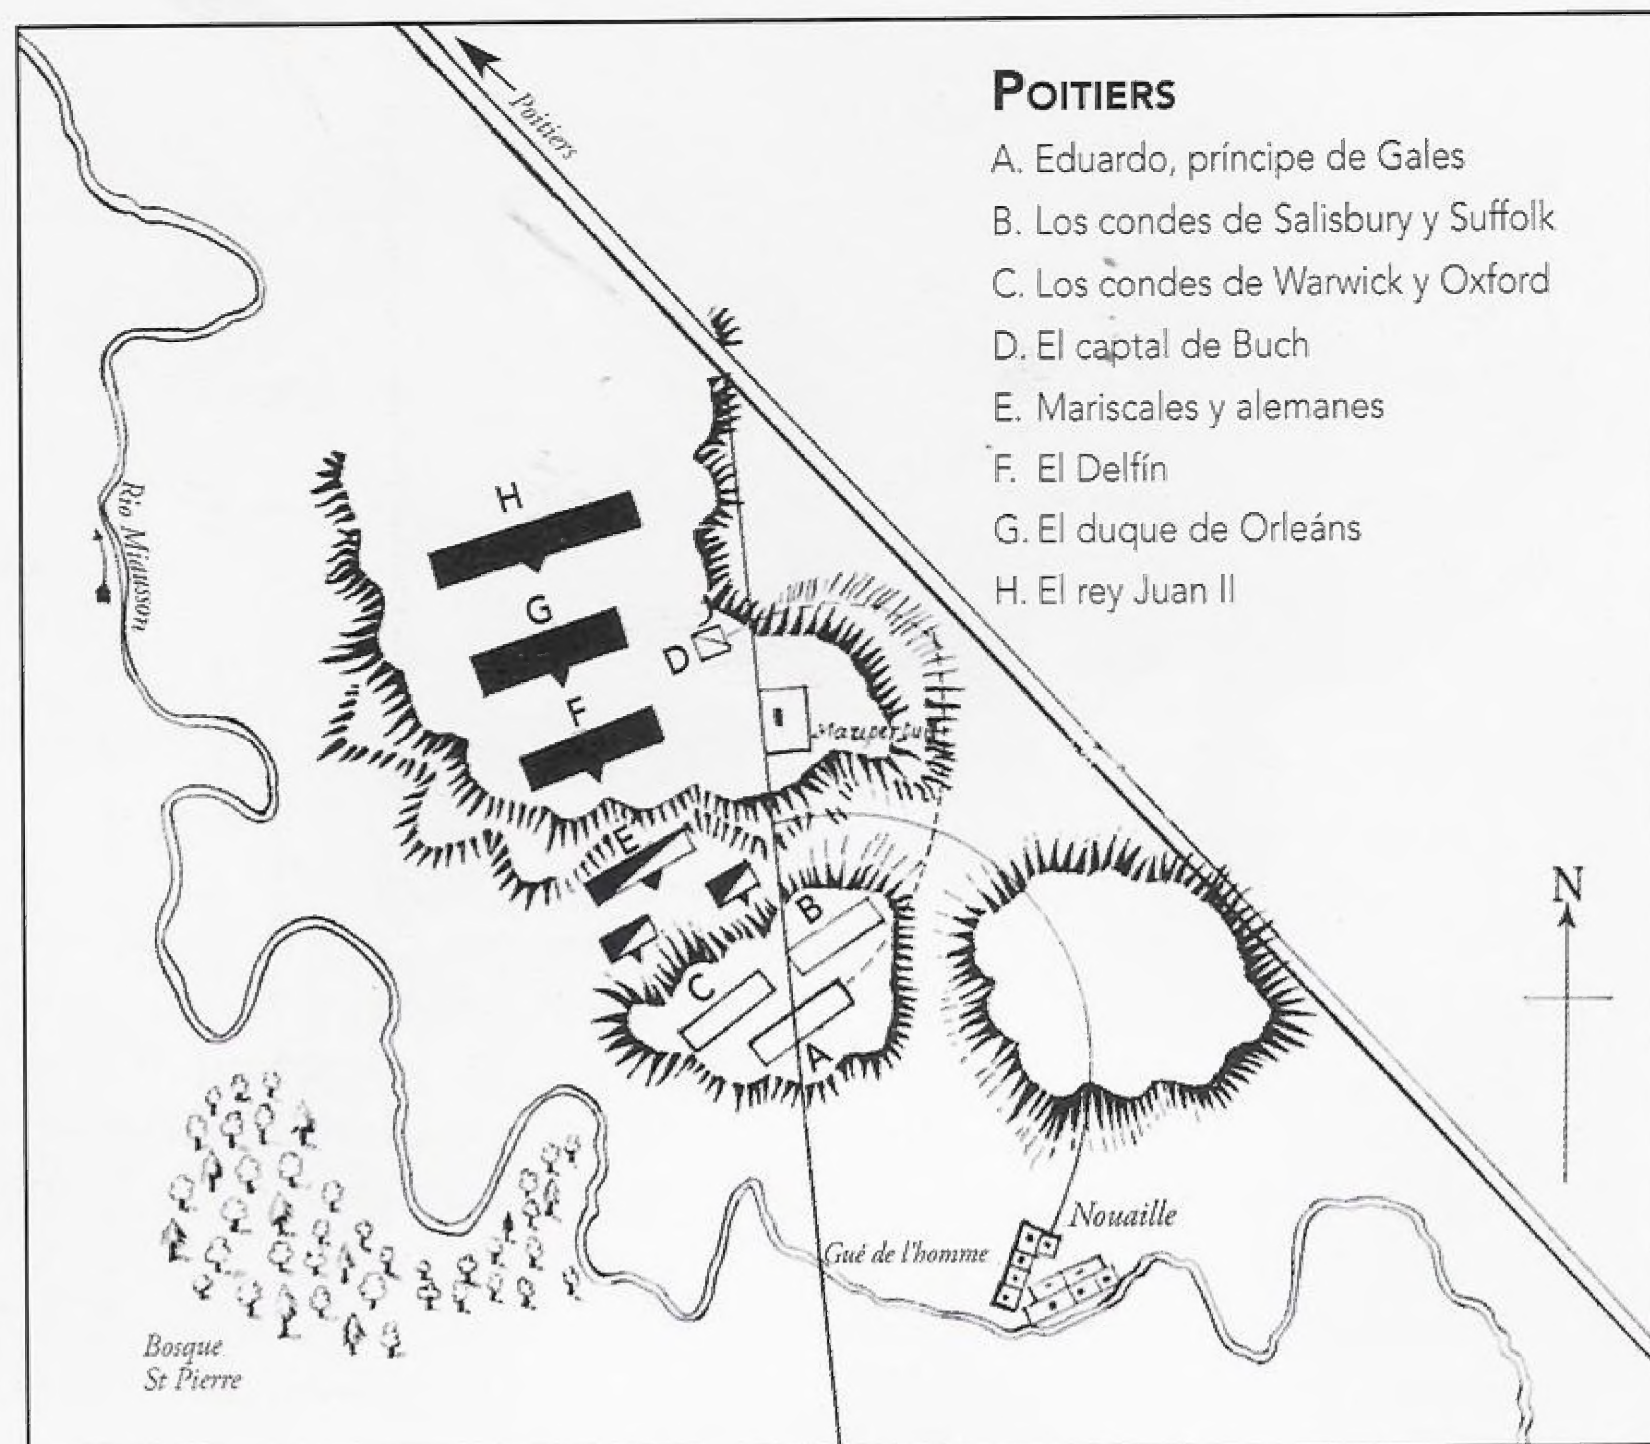 Poitiers
POITIERS
A. Eduardo, príncipe de Gales
B. Los condes de Salisbury y Suffolk
C. Los condes de Warwick y Oxford
D. El captal de Buch
E. Mariscales y alemanes
F. El Delfín
G. El duque de Orleáns
H. El rey Juan II
Rio Miausson
H
G
D
F
E
B
C
A
N
Nouaille
Gué de l'homme
Bosque
St Pierre